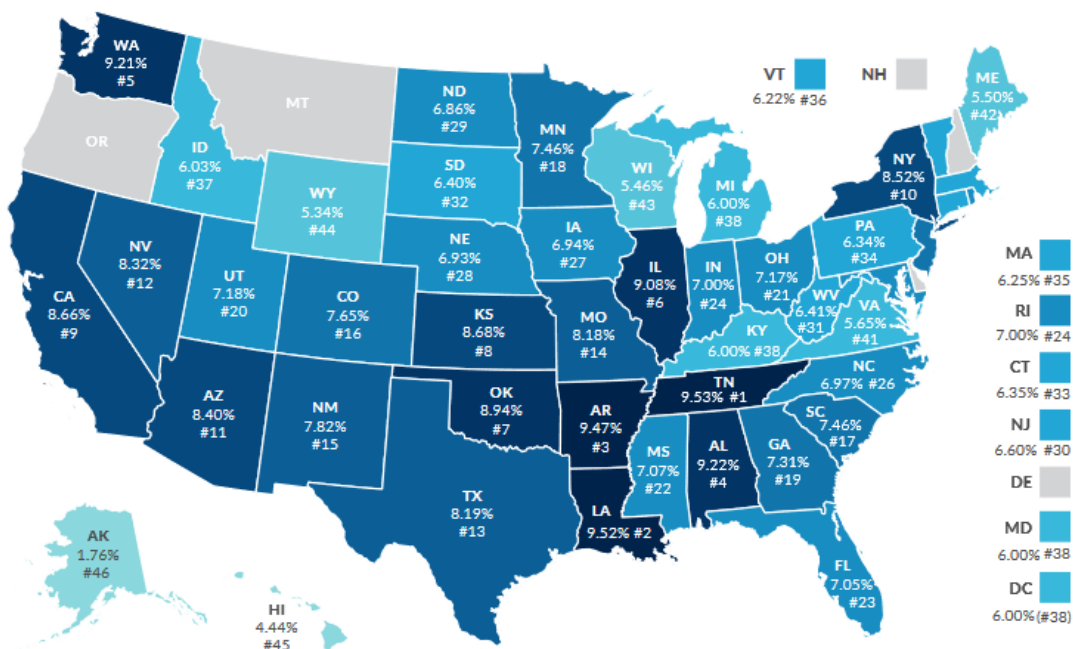 WA
9.21%
#5
MT
OR
ID
6.03%
#37
WY
5.34%
#44
ND
6.86%
#29
SD
6.40%
#32
NE
6.93%
#28
MN
7.46%
#18
WI
5.46%
#43
MI
6.00%
#38
IA
6.94%
#27
VT
6.22% #36
NH
ME
5.50%
#42
NY
8.52%
#10
PA
6.34%
#34
NV
8.32%
#12
CA
8.66%
#9
UT
7.18%
#20
CO
7.65%
#16
KS
8.68%
#8
MO
8.18%
#14
IL
9.08%
#6
IN
7.00%
#24
OH
7.17%
#21
WV
6.41%
#31
VA
5.65%
#41
KY
6.00% #38
NC
6.97% #26
TN
9.53% #1
SC
7.46%
#17
AZ
8.40%
#11
NM
7.82%
#15
OK
8.94%
#7
AR
9.47%
#3
MS
7.07%
#22
AL
9.22%
#4
GA
7.31%
#19
TX
8.19%
#13
LA
9.52% #2
FL
7.05%
#23
AK
1.76%
#46
HI
4.44%
#45
MA
6.25% #35
RI
7.00% #24
CT
6.35% #33
NJ
6.60% #30
DE
MD
6.00% #38
DC
6.00%(#38)